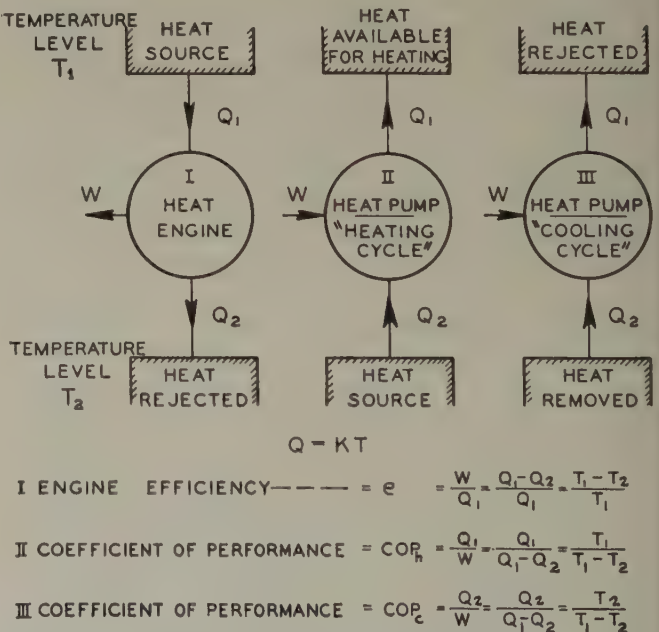 TEMPERATURE LEVEL T₁
HEAT SOURCE
HEAT AVAILABLE FOR HEATING
HEAT REJECTED
Q₁
Q₁
Q₁
W
I HEAT ENGINE
W
II HEAT PUMP "HEATING CYCLE"
W
III HEAT PUMP "COOLING CYCLE"
Q₂
Q₂
Q₂
TEMPERATURE LEVEL T₂
HEAT REJECTED
HEAT SOURCE
HEAT REMOVED
Q = KT
I ENGINE EFFICIENCY———— = e = W/Q₁ = Q₁-Q₂/Q₁ = T₁-T₂/T₁
II COEFFICIENT OF PERFORMANCE = COPₕ = Q₁/W = Q₁/Q₁-Q₂ = T₁/T₁-T₂
III COEFFICIENT OF PERFORMANCE = COP꜀ = Q₂/W = Q₂/Q₁-Q₂ = T₂/T₁-T₂